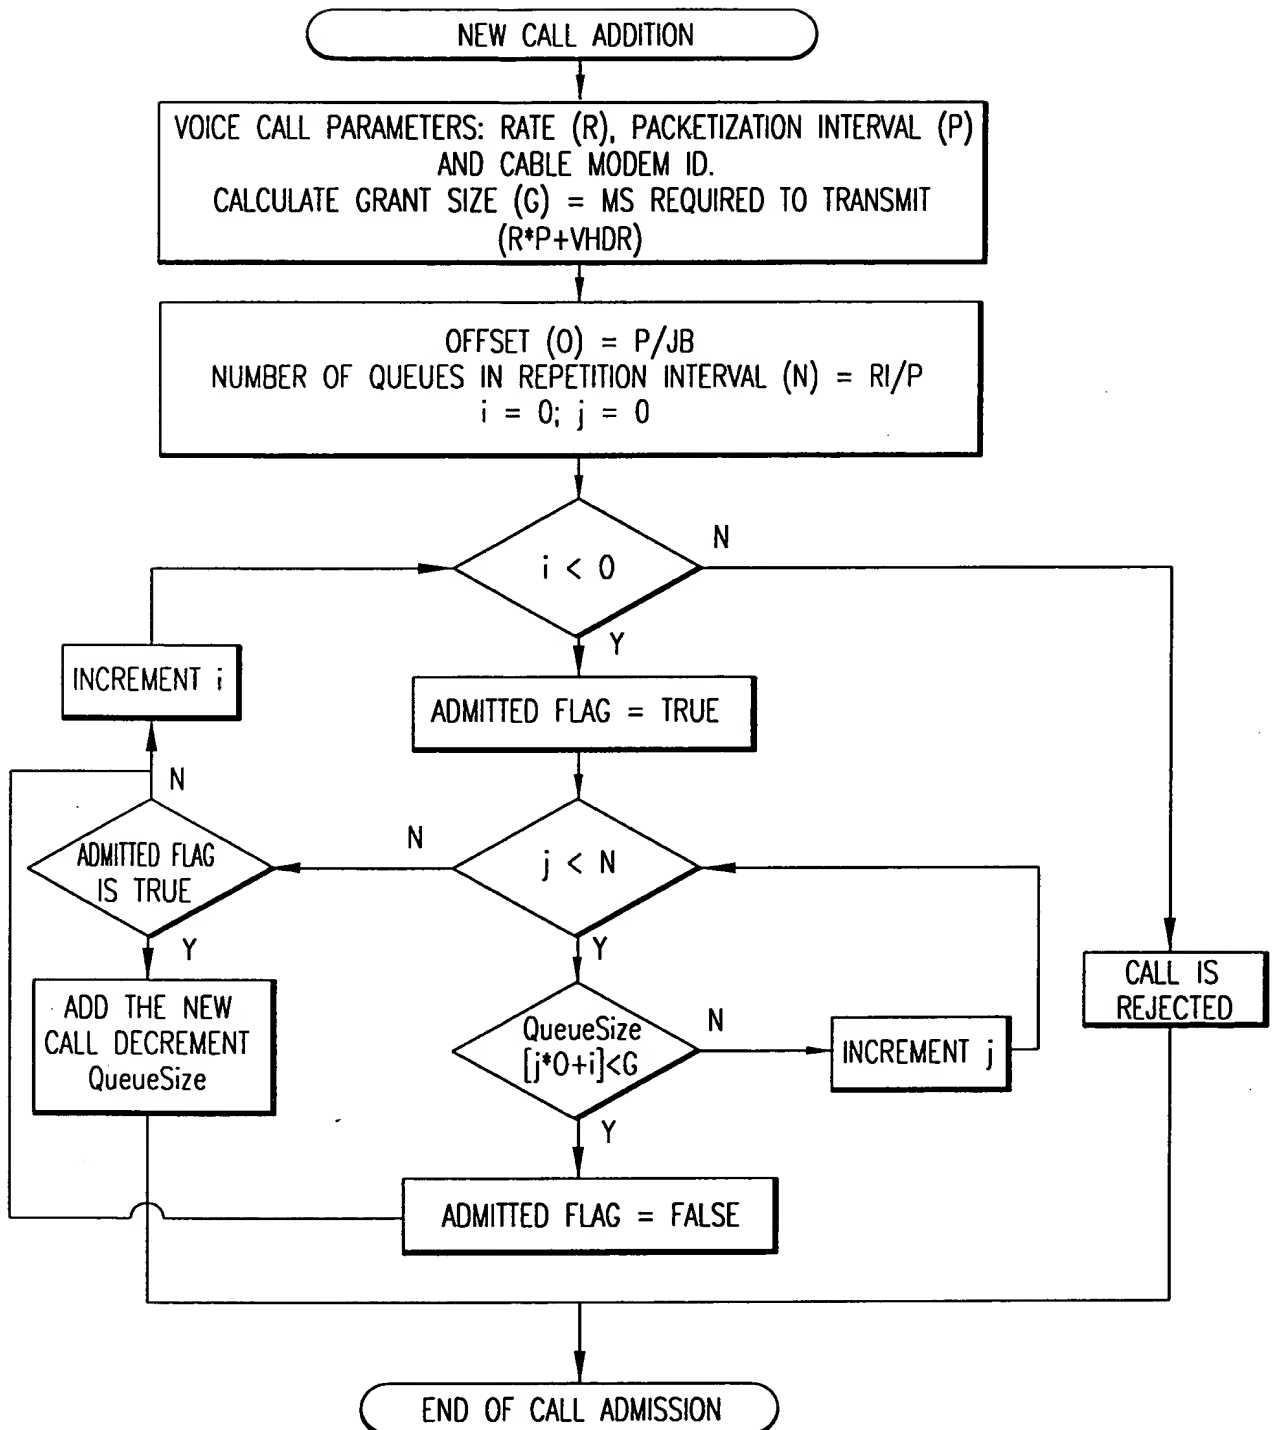 NEW CALL ADDITION
VOICE CALL PARAMETERS: RATE (R), PACKETIZATION INTERVAL (P)
AND CABLE MODEM ID.
CALCULATE GRANT SIZE (G) = MS REQUIRED TO TRANSMIT
(R*P+VHDR)
OFFSET (O) = P/JB
NUMBER OF QUEUES IN REPETITION INTERVAL (N) = RI/P
i = 0; j = 0
i < O
N
Y
INCREMENT i
ADMITTED FLAG = TRUE
N
ADMITTED FLAG
IS TRUE
N
j < N
Y
Y
ADD THE NEW
CALL DECREMENT
QueueSize
QueueSize
[j*O+i]<G
N
INCREMENT j
CALL IS
REJECTED
Y
ADMITTED FLAG = FALSE
END OF CALL ADMISSION